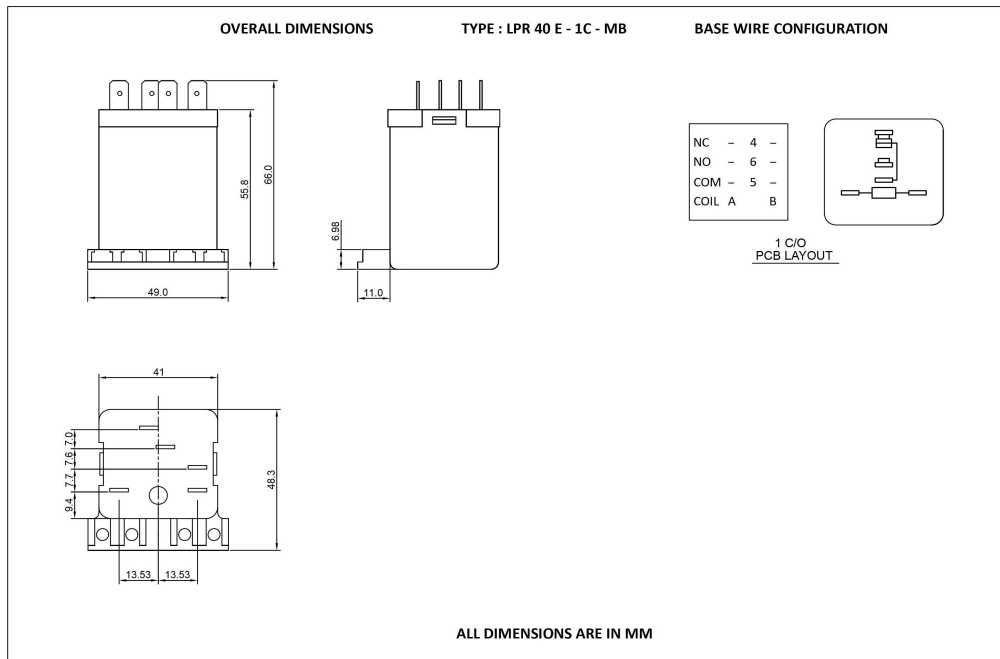 OVERALL DIMENSIONS
TYPE : LPR 40 E - 1C - MB
BASE WIRE CONFIGURATION
55.8
66.0
49.0
6.98
11.0
NC – 4 –
NO – 6 –
COM – 5 –
COIL A B
1 C/O
PCB LAYOUT
41
7.0
7.6
7.7
9.4
48.3
13.53
13.53
ALL DIMENSIONS ARE IN MM